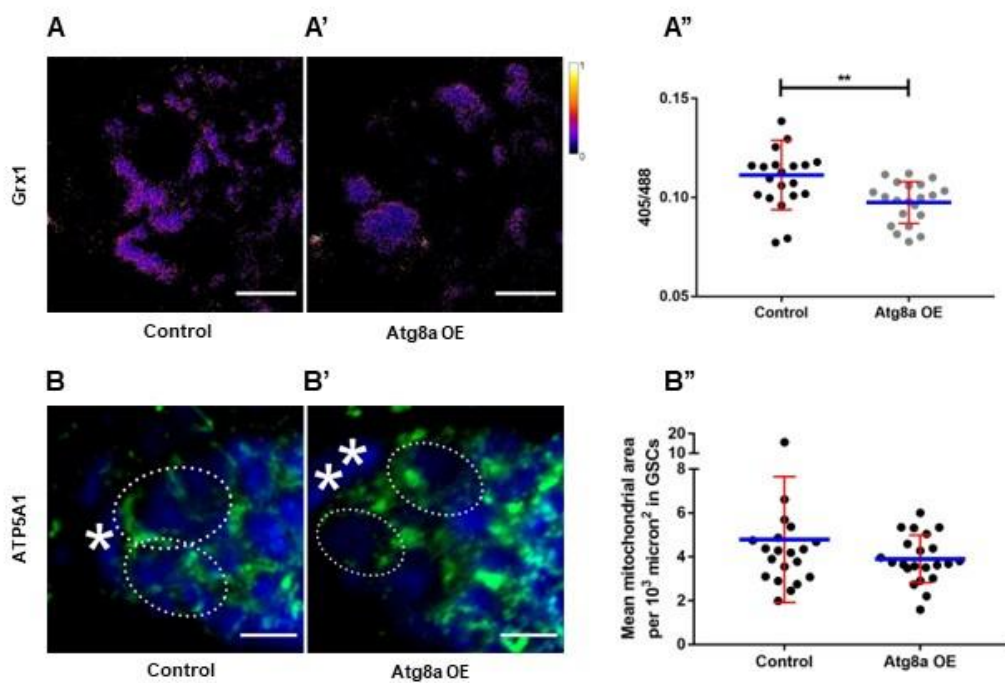 A
A'
A"
Grx1
1
0
Control
Atg8a OE
**
0.15
0.10
0.05
405/488
Control
Atg8a OE
B
B'
B"
ATP5A1
*
* *
Control
Atg8a OE
Mean mitochondrial area
per 10³ micron² in GSCs
20
10
8
6
4
2
0
Control
Atg8a OE